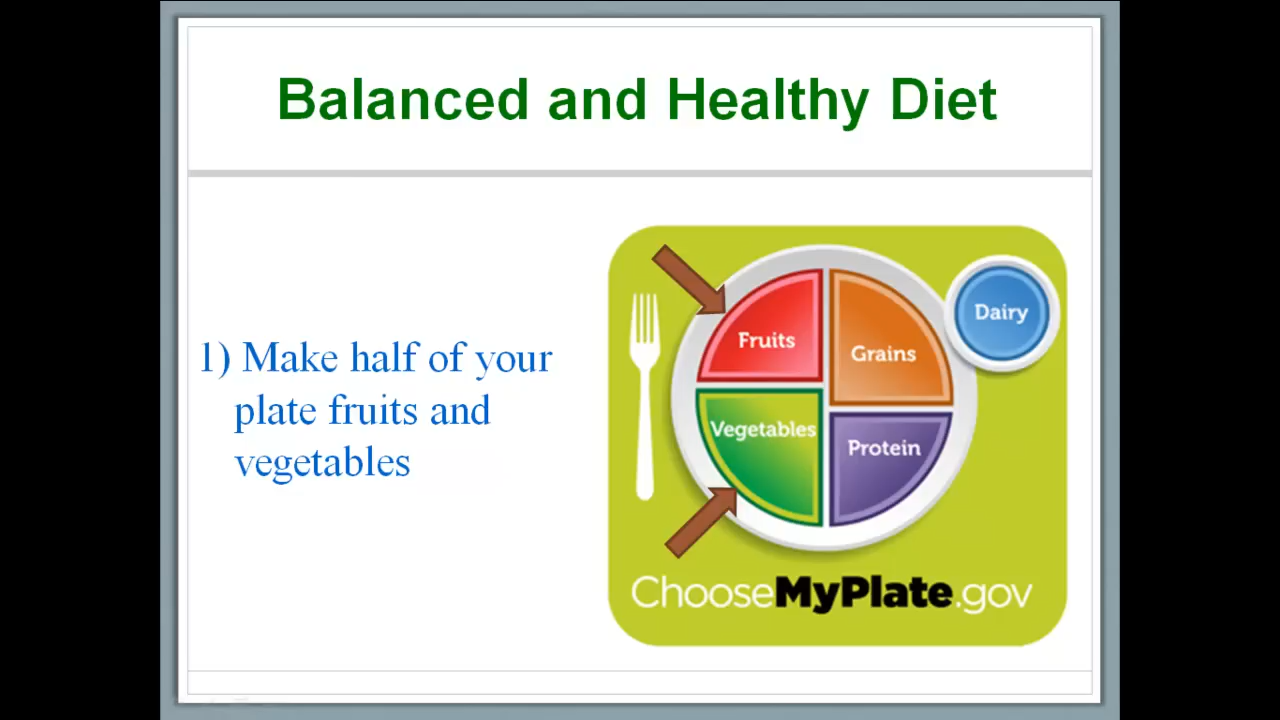 Balanced and Healthy Diet
1) Make half of your
plate fruits and
vegetables
Fruits
Grains
Dairy
Vegetables
Protein
ChooseMyPlate.gov